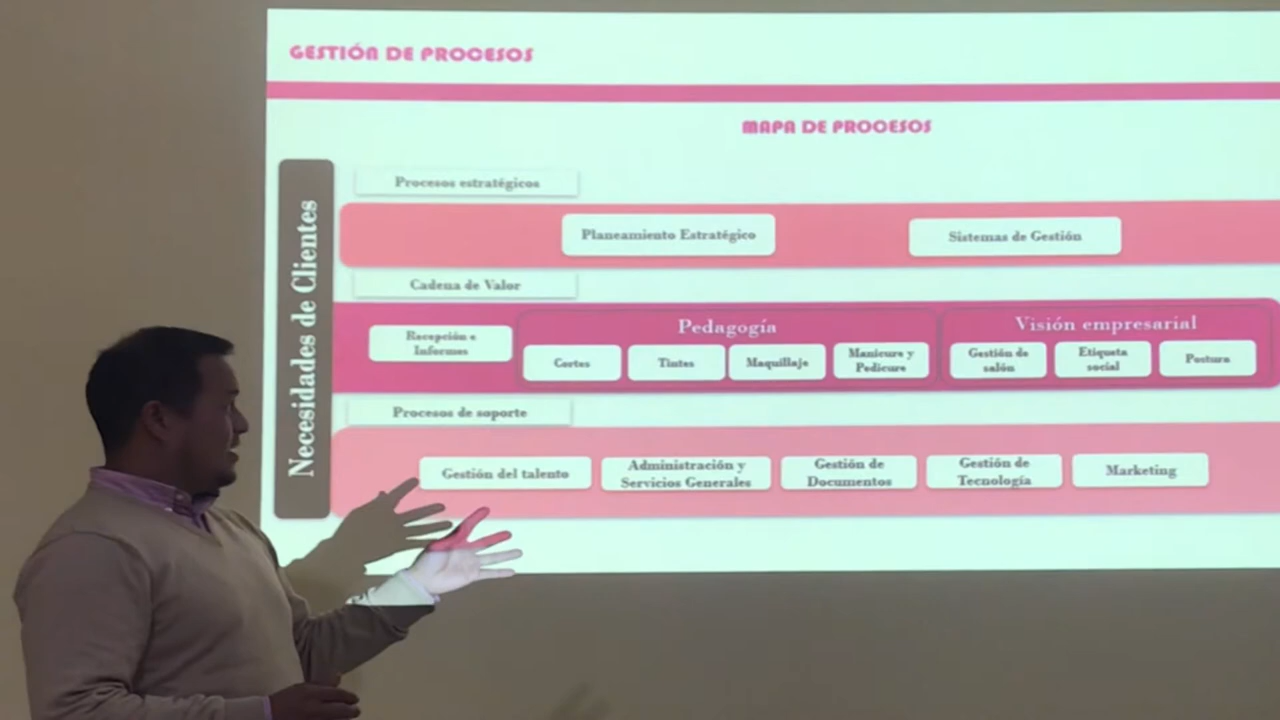 GESTIÓN DE PROCESOS
MAPA DE PROCESOS
Necesidades de Clientes
Procesos estratégicos
Planeamiento Estratégico
Sistemas de Gestión
Cadena de Valor
Recepción e
Informes
Pedagogía
Cortes
Tintes
Maquillaje
Manicure y
Pedicure
Visión empresarial
Gestión de
salón
Etiqueta
social
Postura
Procesos de soporte
Gestión del talento
Administración y
Servicios Generales
Gestión de
Documentos
Gestión de
Tecnología
Marketing